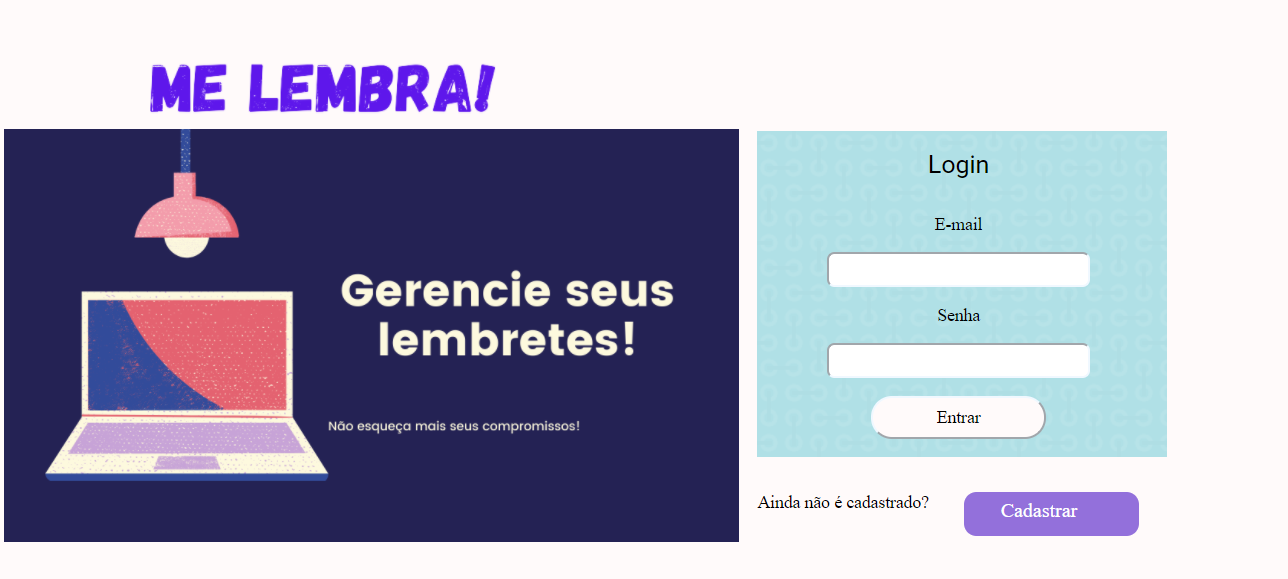 ME LEMBRA!
Gerencie seus
lembretes!
Não esqueça mais seus compromissos!
Login
E-mail
Senha
Entrar
Ainda não é cadastrado?
Cadastrar